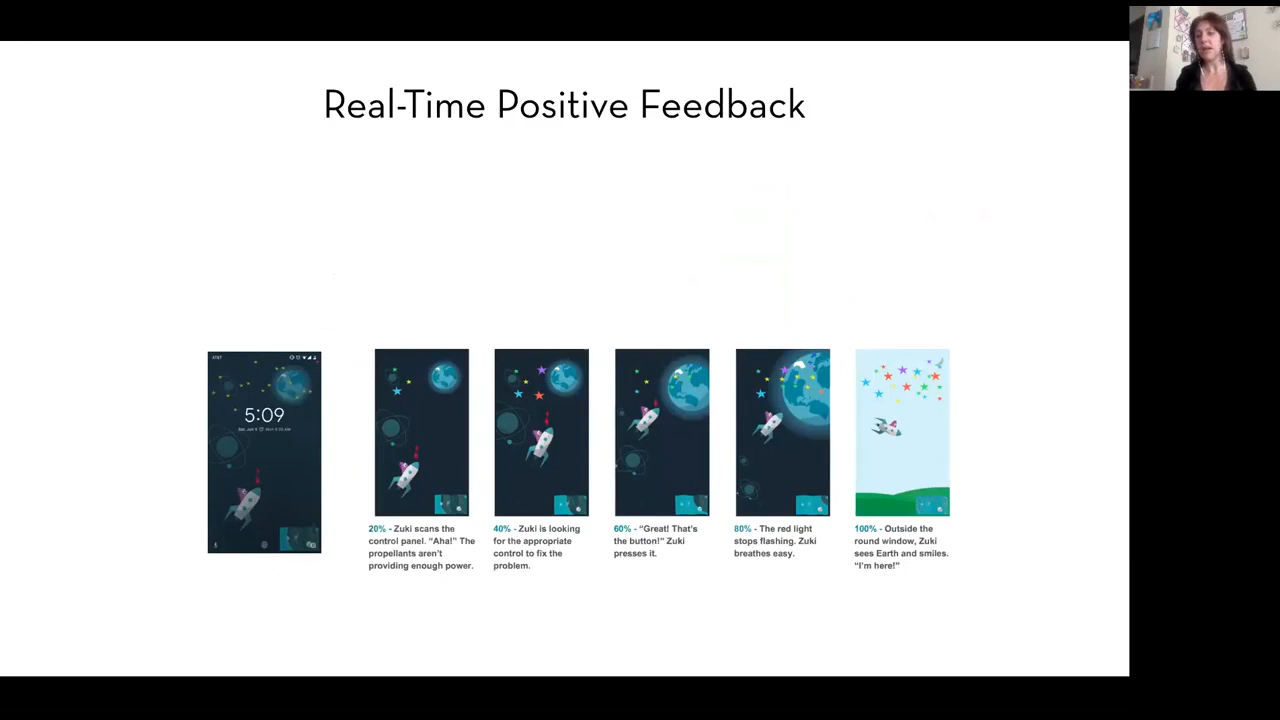 Real-Time Positive Feedback
AT&T
5:09
20% - Zuki scans the
control panel. “Aha!” The
propellants aren’t
providing enough power.
40% - Zuki is looking
for the appropriate
control to fix the
problem.
60% - “Great! That’s
the button!” Zuki
presses it.
80% - The red light
stops flashing. Zuki
breathes easy.
100% - Outside the
round window, Zuki
sees Earth and smiles.
“I’m here!”